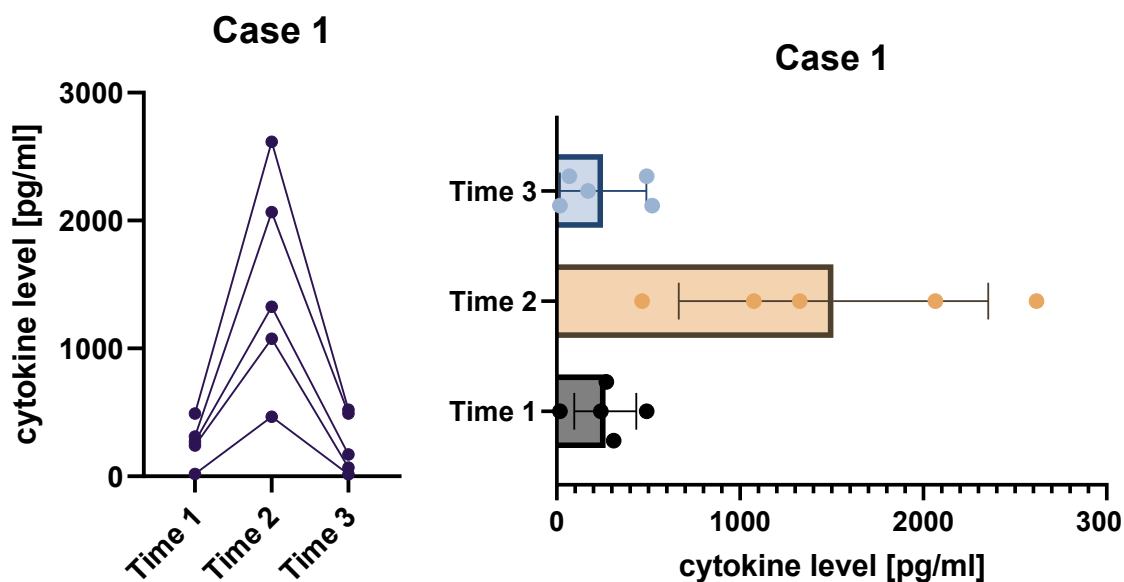 Case 1
3000
2000
1000
0
cytokine level [pg/ml]
Time 1
Time 2
Time 3
Case 1
Time 3
Time 2
Time 1
0
1000
2000
300
cytokine level [pg/ml]